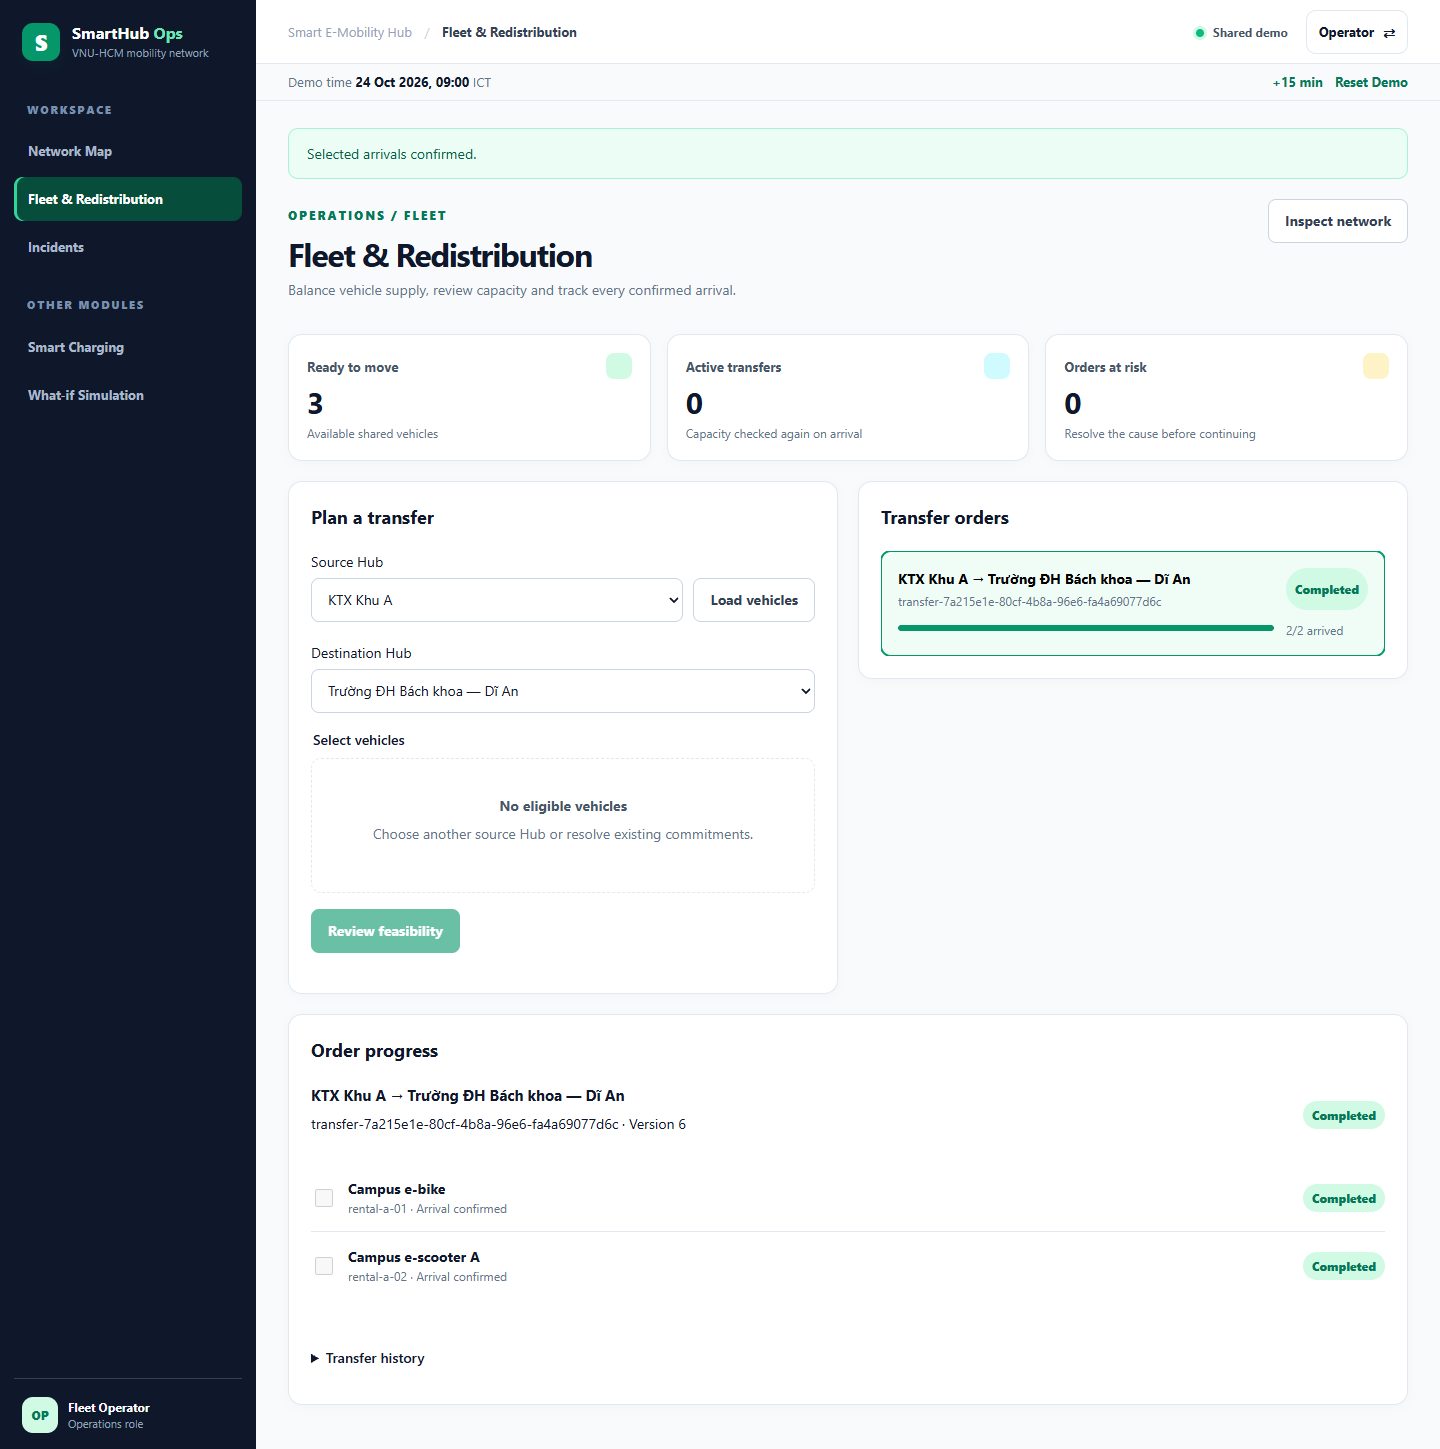 S
SmartHub Ops
VNU-HCM mobility network
WORKSPACE
Network Map
Fleet & Redistribution
Incidents
OTHER MODULES
Smart Charging
What-if Simulation
OP
Fleet Operator
Operations role
Smart E-Mobility Hub / Fleet & Redistribution
Shared demo
Operator ⇄
Demo time 24 Oct 2026, 09:00 ICT
+15 min Reset Demo
Selected arrivals confirmed.
OPERATIONS / FLEET
Fleet & Redistribution
Balance vehicle supply, review capacity and track every confirmed arrival.
Inspect network
Ready to move
3
Available shared vehicles
Active transfers
0
Capacity checked again on arrival
Orders at risk
0
Resolve the cause before continuing
Plan a transfer
Source Hub
KTX Khu A
Load vehicles
Destination Hub
Trường ĐH Bách khoa — Dĩ An
Select vehicles
No eligible vehicles
Choose another source Hub or resolve existing commitments.
Review feasibility
Transfer orders
KTX Khu A → Trường ĐH Bách khoa — Dĩ An
transfer-7a215e1e-80cf-4b8a-96e6-fa4a69077d6c
Completed
2/2 arrived
Order progress
KTX Khu A → Trường ĐH Bách khoa — Dĩ An
transfer-7a215e1e-80cf-4b8a-96e6-fa4a69077d6c · Version 6
Completed
Campus e-bike
rental-a-01 · Arrival confirmed
Completed
Campus e-scooter A
rental-a-02 · Arrival confirmed
Completed
Transfer history